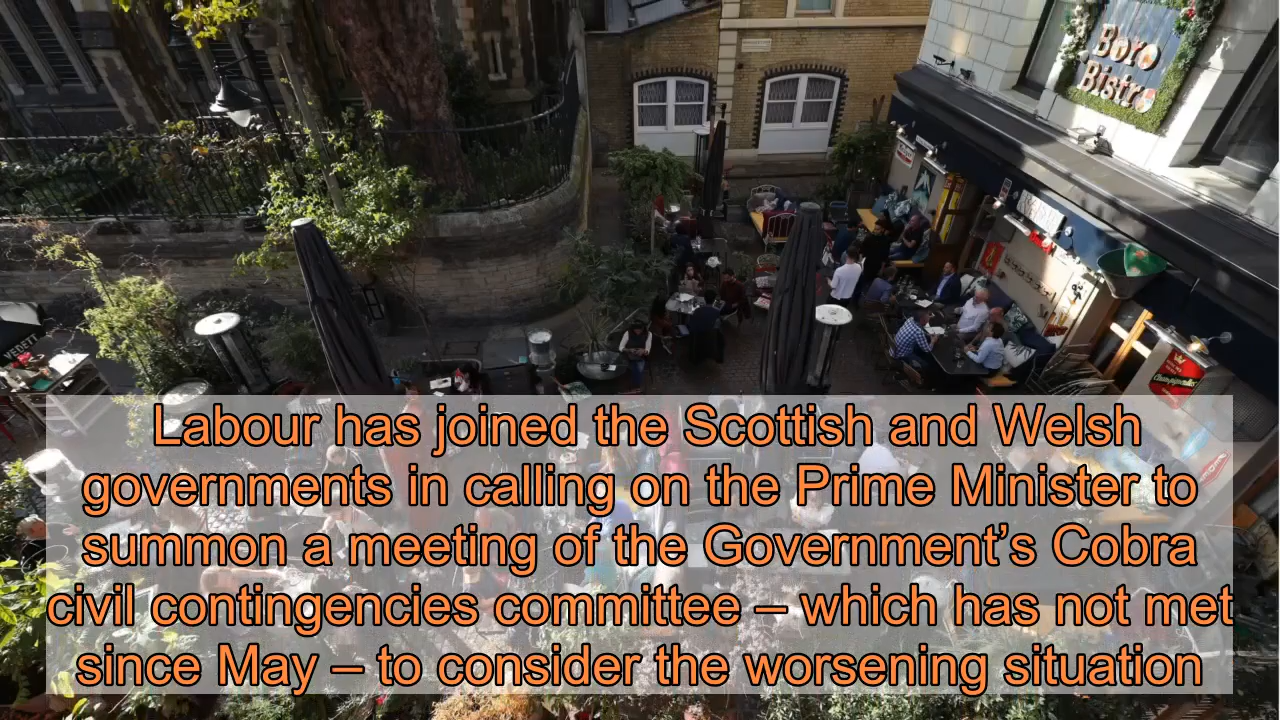 Boro
Bistro
VEDETT
Labour has joined the Scottish and Welsh
governments in calling on the Prime Minister to
summon a meeting of the Government’s Cobra
civil contingencies committee – which has not met
since May – to consider the worsening situation